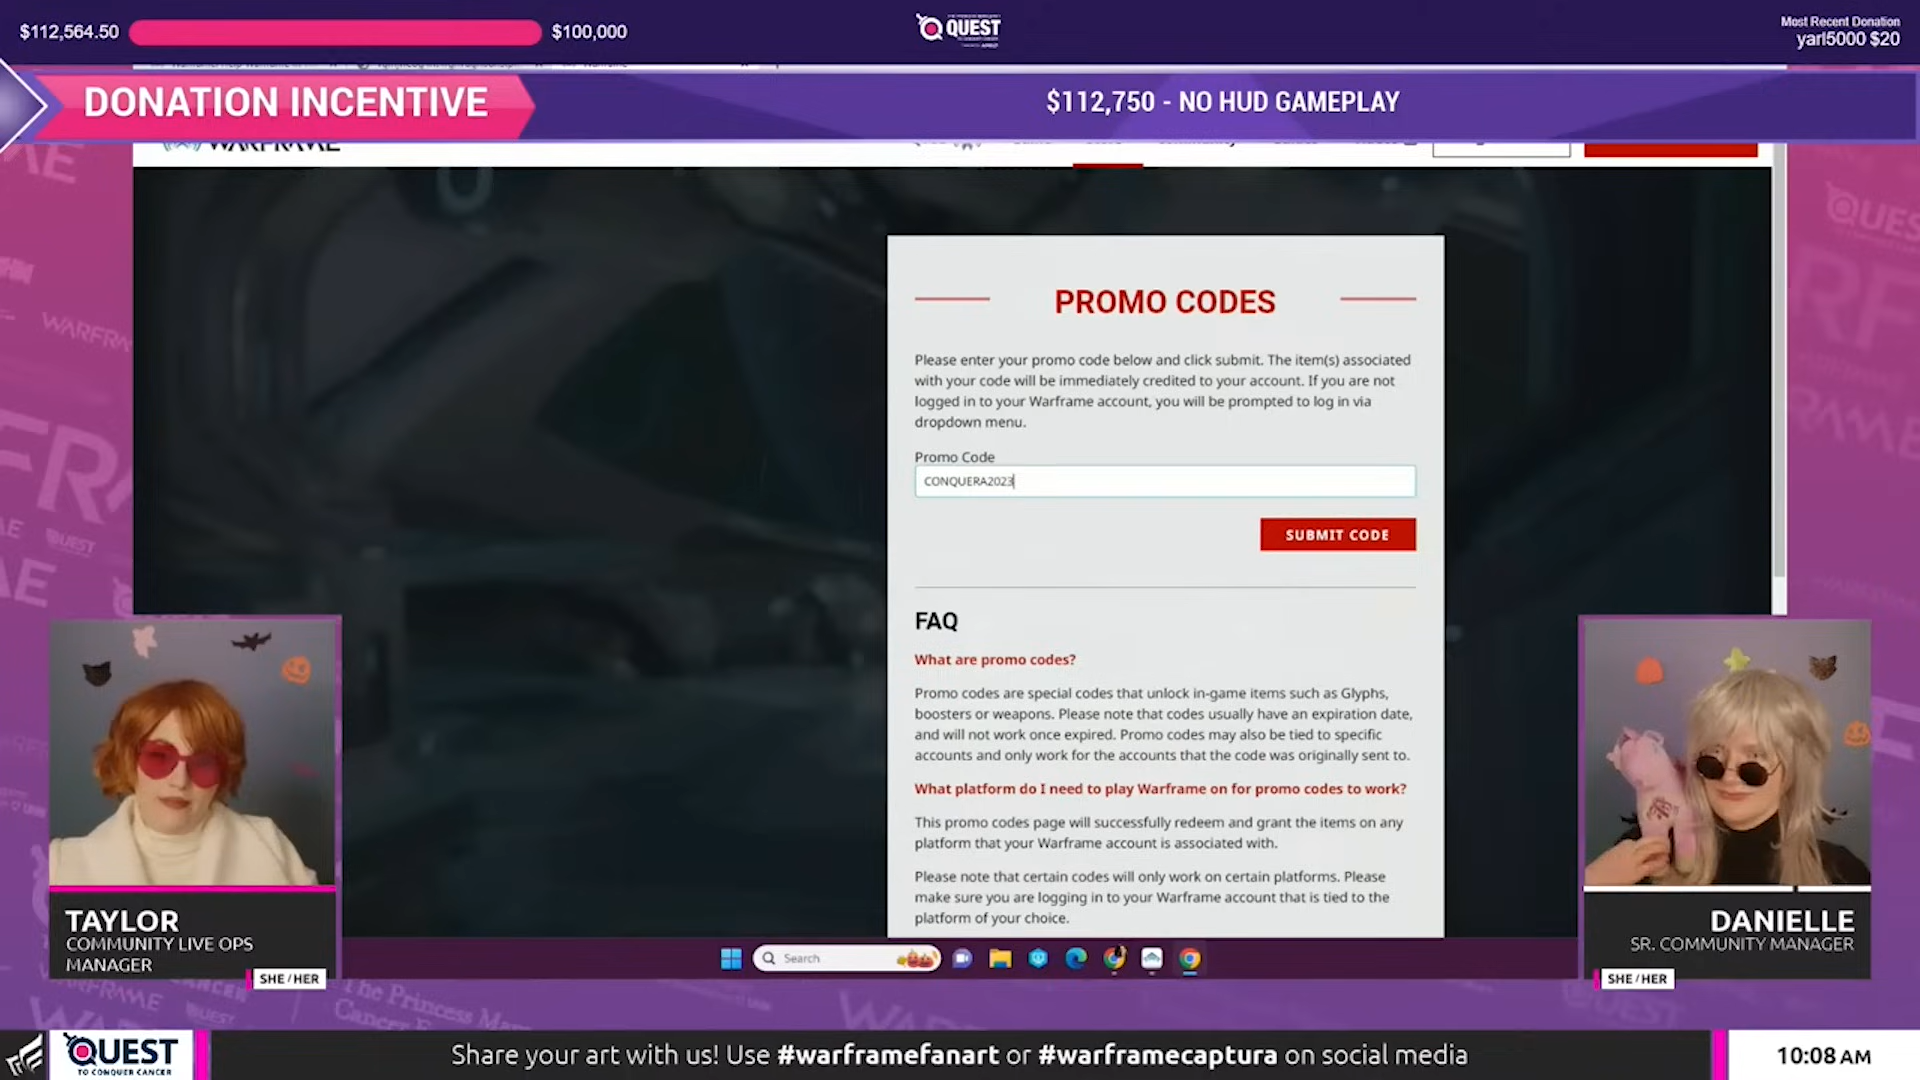 $112,564.50
$100,000
QUEST
Most Recent Donation
yarl5000 $20
DONATION INCENTIVE
$112,750 - NO HUD GAMEPLAY
WARFRAME
PROMO CODES
Please enter your promo code below and click submit. The item(s) associated
with your code will be immediately credited to your account. If you are not
logged in to your Warframe account, you will be prompted to log in via
dropdown menu.
Promo Code
CONQUERA2023
SUBMIT CODE
FAQ
What are promo codes?
Promo codes are special codes that unlock in-game items such as Glyphs,
boosters or weapons. Please note that codes usually have an expiration date,
and will not work once expired. Promo codes may also be tied to specific
accounts and only work for the accounts that the code was originally sent to.
What platform do I need to play Warframe on for promo codes to work?
This promo codes page will successfully redeem and grant the items on any
platform that your Warframe account is associated with.
Please note that certain codes will only work on certain platforms. Please
make sure you are logging in to your Warframe account that is tied to the
platform of your choice.
TAYLOR
COMMUNITY LIVE OPS
MANAGER
SHE/HER
DANIELLE
SR. COMMUNITY MANAGER
SHE/HER
Search
QUEST
TO CONQUER CANCER
Share your art with us! Use #warframefanart or #warframecaptura on social media
10:08 AM